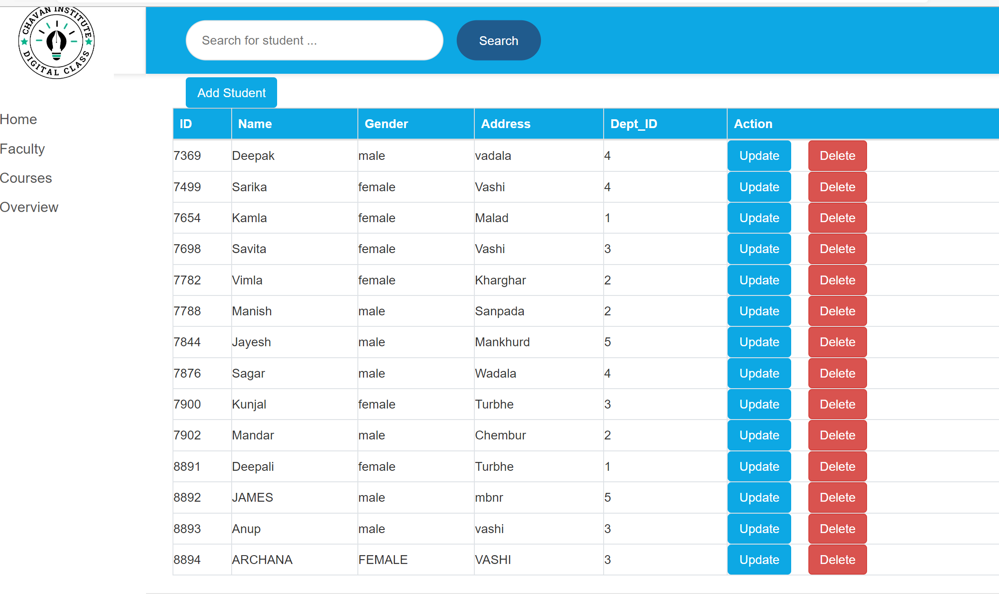 CHAVAN INSTITUTE
DIGITAL CLASS
Search for student ...
Search
Add Student
Home
Faculty
Courses
Overview
ID Name Gender Address Dept_ID Action
7369 Deepak male vadala 4 Update Delete
7499 Sarika female Vashi 4 Update Delete
7654 Kamla female Malad 1 Update Delete
7698 Savita female Vashi 3 Update Delete
7782 Vimla female Kharghar 2 Update Delete
7788 Manish male Sanpada 2 Update Delete
7844 Jayesh male Mankhurd 5 Update Delete
7876 Sagar male Wadala 4 Update Delete
7900 Kunjal female Turbhe 3 Update Delete
7902 Mandar male Chembur 2 Update Delete
8891 Deepali female Turbhe 1 Update Delete
8892 JAMES male mbnr 5 Update Delete
8893 Anup male vashi 3 Update Delete
8894 ARCHANA FEMALE VASHI 3 Update Delete